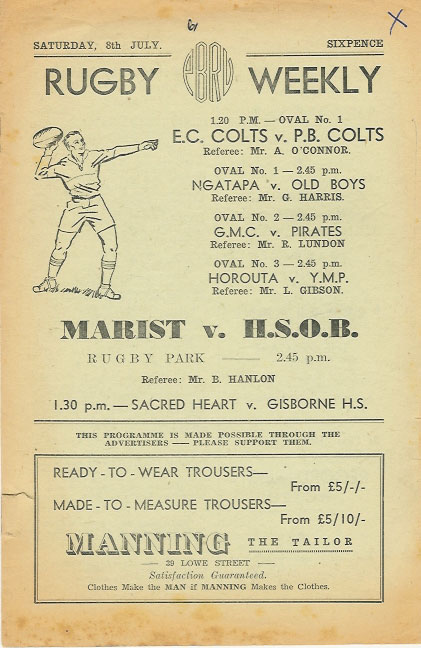 SATURDAY, 8th JULY. SIXPENCE
RUGBY PBRU WEEKLY
1.20 P.M. — OVAL No. 1
E.C. COLTS v. P.B. COLTS
Referee: Mr. A. O'CONNOR.
OVAL No. 1 — 2.45 p.m.
NGATAPA v. OLD BOYS
Referee: Mr. G. HARRIS.
OVAL No. 2 — 2.45 p.m.
G.M.C. v. PIRATES
Referee: Mr. R. LUNDON
OVAL No. 3 — 2.45 p.m.
HOROUTA v. Y.M.P.
Referee: Mr. L. GIBSON.
MARIST v. H.S.O.B.
RUGBY PARK —— 2.45 p.m.
Referee: Mr. B. HANLON
1.30 p.m. — SACRED HEART v. GISBORNE H.S.
THIS PROGRAMME IS MADE POSSIBLE THROUGH THE
ADVERTISERS — PLEASE SUPPORT THEM.
READY - TO - WEAR TROUSERS—
From £5/-/-
MADE - TO - MEASURE TROUSERS—
From £5/10/-
MANNING THE TAILOR
— 39 LOWE STREET —
Satisfaction Guaranteed.
Clothes Make the MAN if MANNING Makes the Clothes.